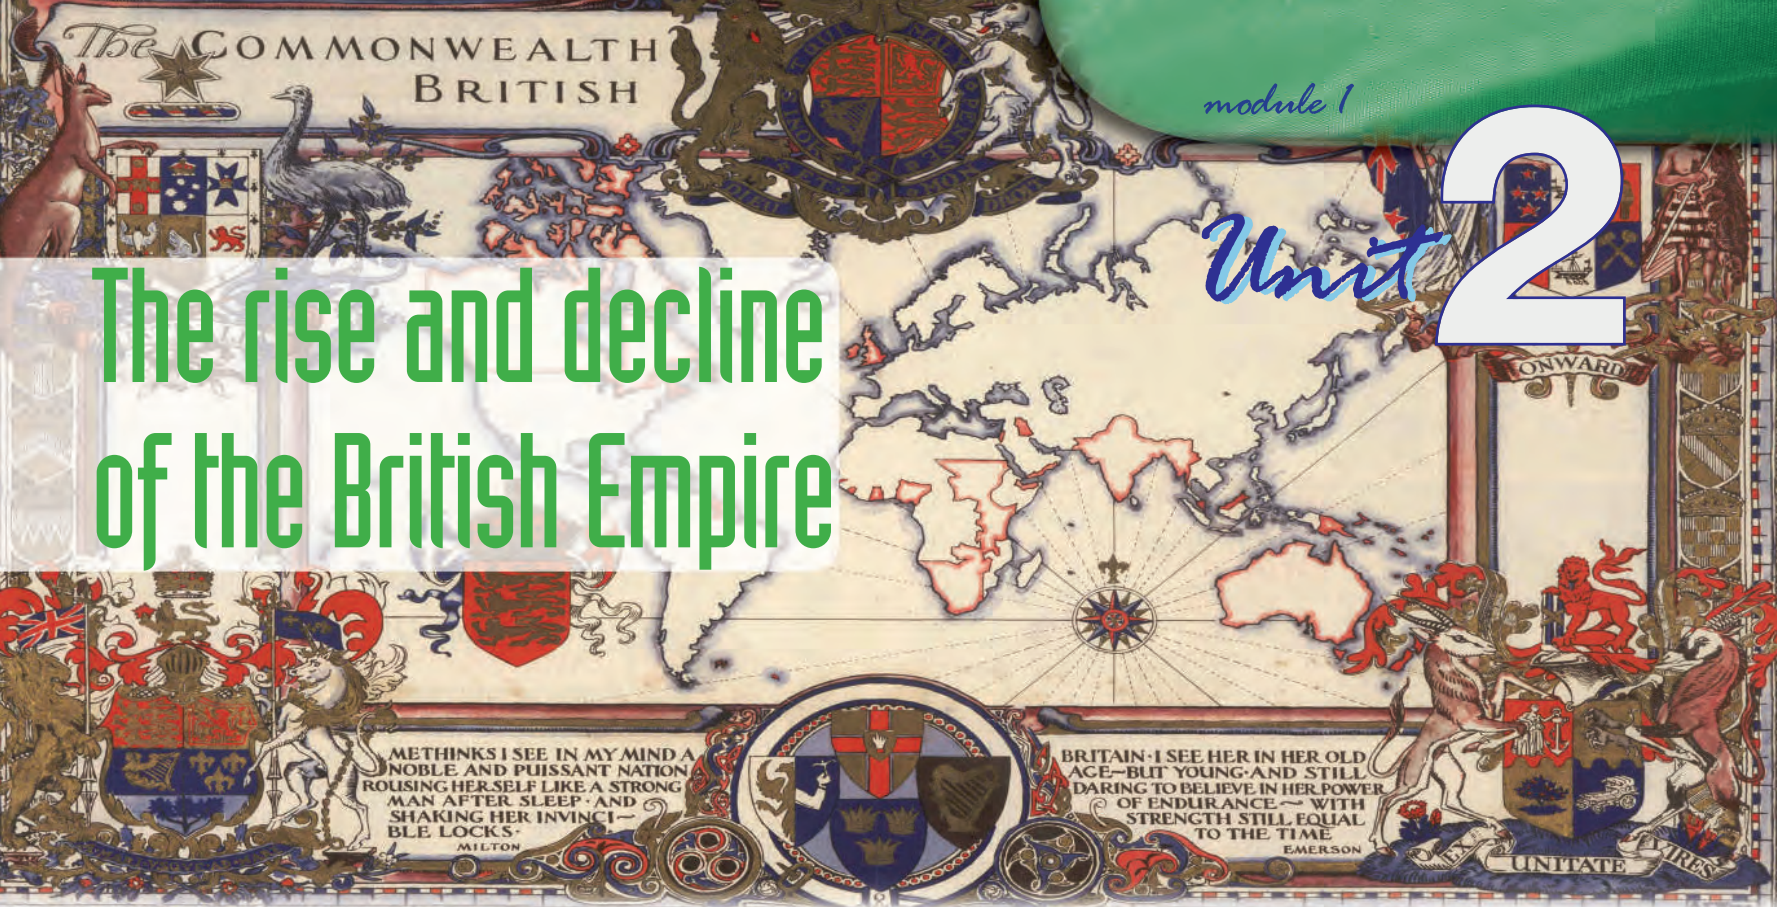 The COMMONWEALTH
BRITISH
module 1
Unit 2
The rise and decline
of the British Empire
ONWARD
METHINKS I SEE IN MY MIND A
NOBLE AND PUISSANT NATION
ROUSING HERSELF LIKE A STRONG
MAN AFTER SLEEP · AND
SHAKING HER INVINCI~
BLE LOCKS ·
MILTON
BRITAIN · I SEE HER IN HER OLD
AGE~BUT YOUNG · AND STILL
DARING TO BELIEVE IN HER POWER
OF ENDURANCE ~ WITH
STRENGTH STILL EQUAL
TO THE TIME
EMERSON
EX UNITATE VIRES